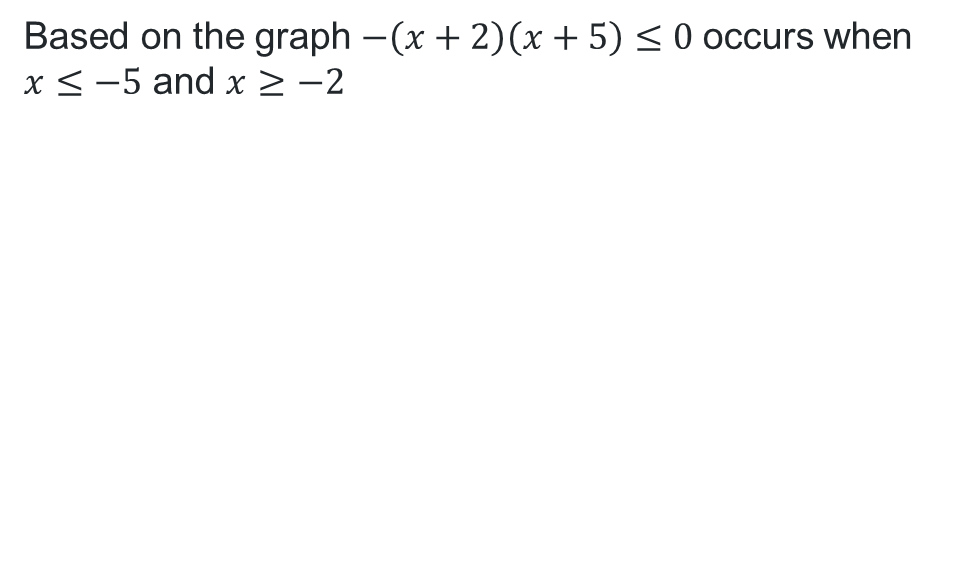 Based on the graph −(x + 2)(x + 5) ≤ 0 occurs when
x ≤ −5 and x ≥ −2